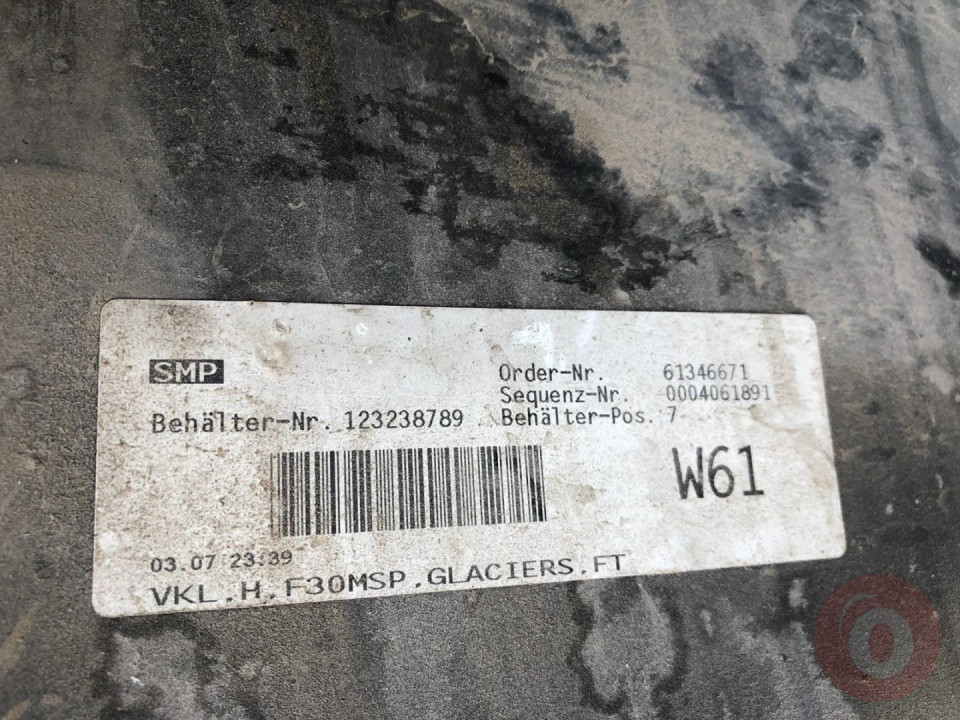 SMP
Order-Nr. 61346671
Sequenz-Nr. 0004061891
Behälter-Nr. 123238789 Behälter-Pos. 7
W61
03.07 23:39
VKL.H.F30MSP.GLACIERS.FT
o